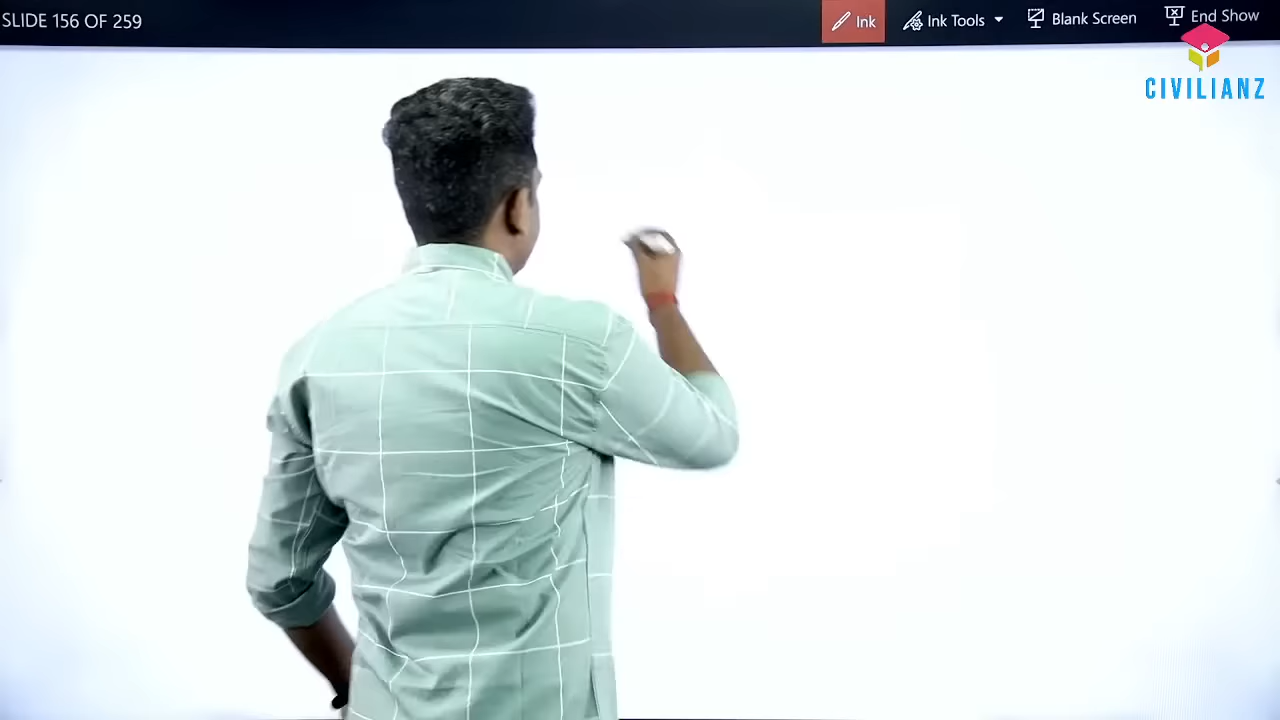 SLIDE 156 OF 259
Ink
Ink Tools
Blank Screen
End Show
CIVILIANZ